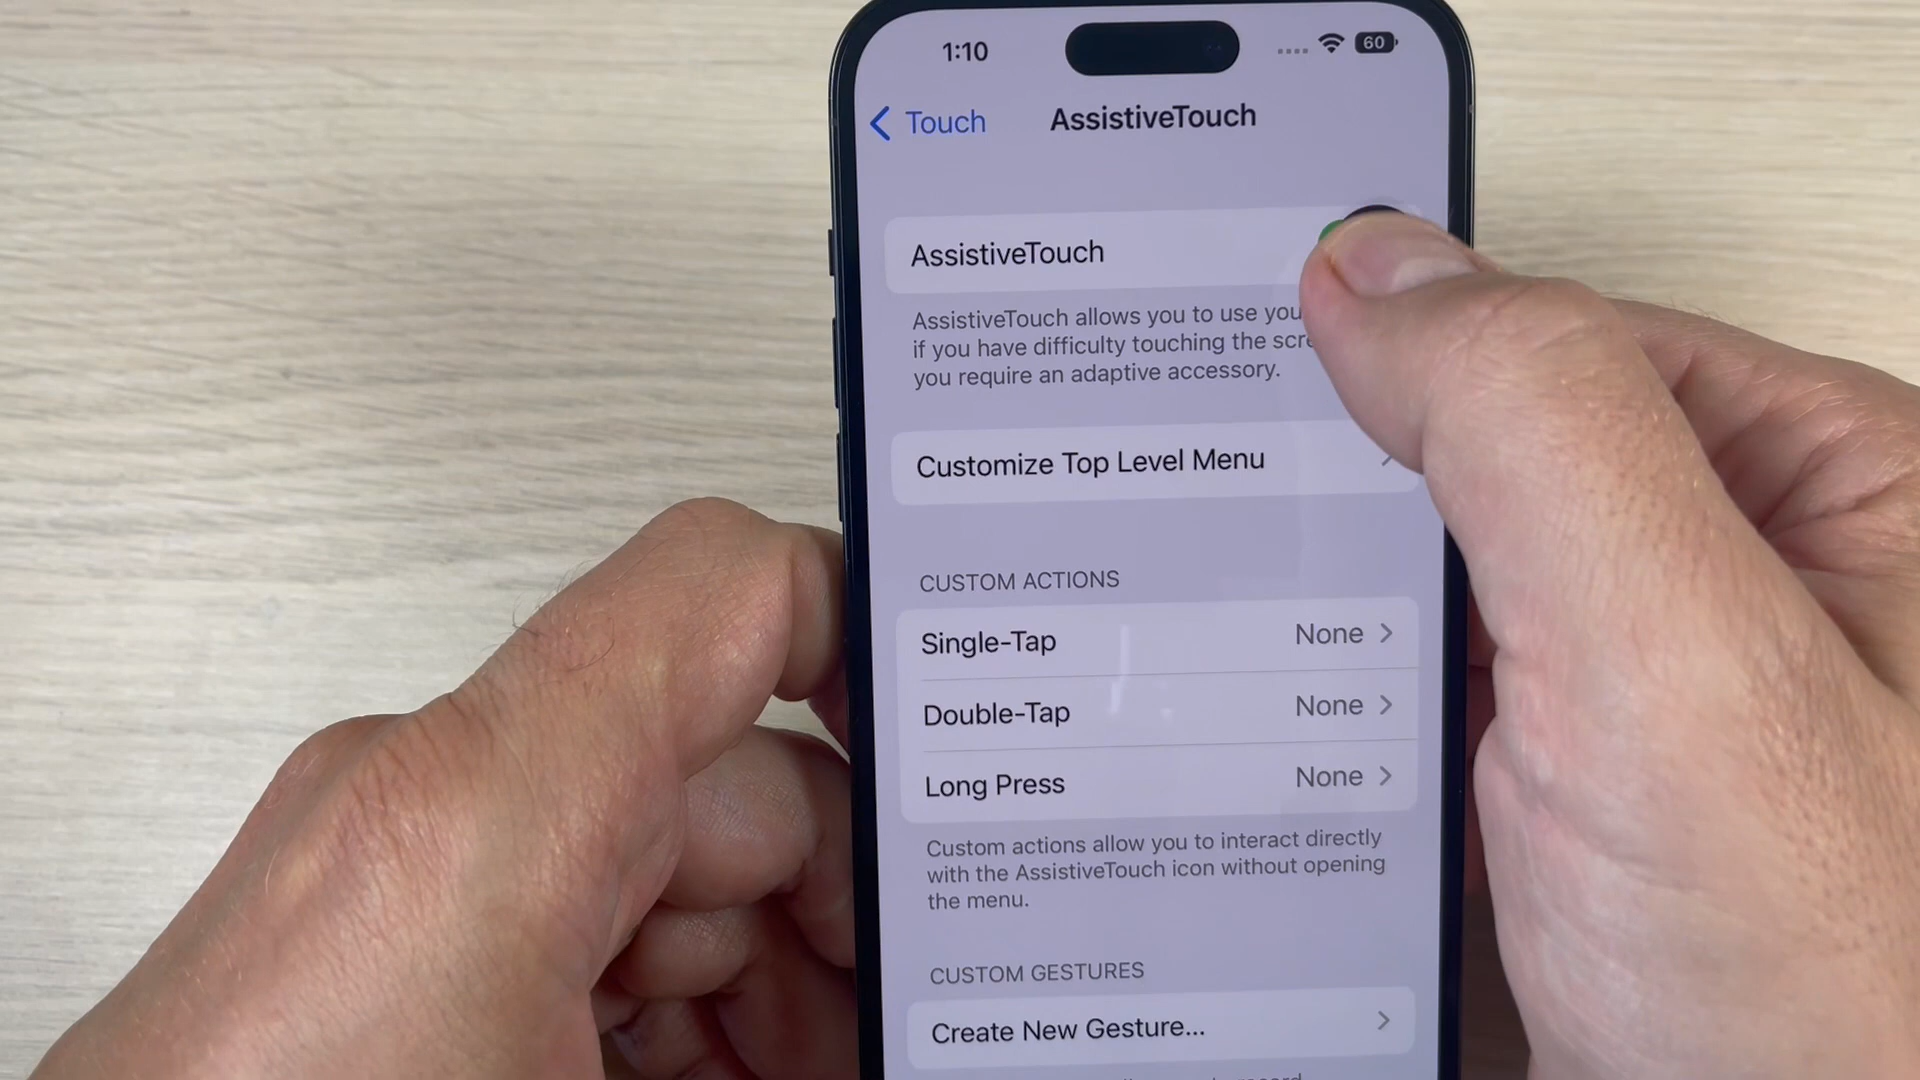 1:10
60
Touch
AssistiveTouch
AssistiveTouch
AssistiveTouch allows you to use you
if you have difficulty touching the scre
you require an adaptive accessory.
Customize Top Level Menu
CUSTOM ACTIONS
Single-Tap None
Double-Tap None
Long Press None
Custom actions allow you to interact directly
with the AssistiveTouch icon without opening
the menu.
CUSTOM GESTURES
Create New Gesture...